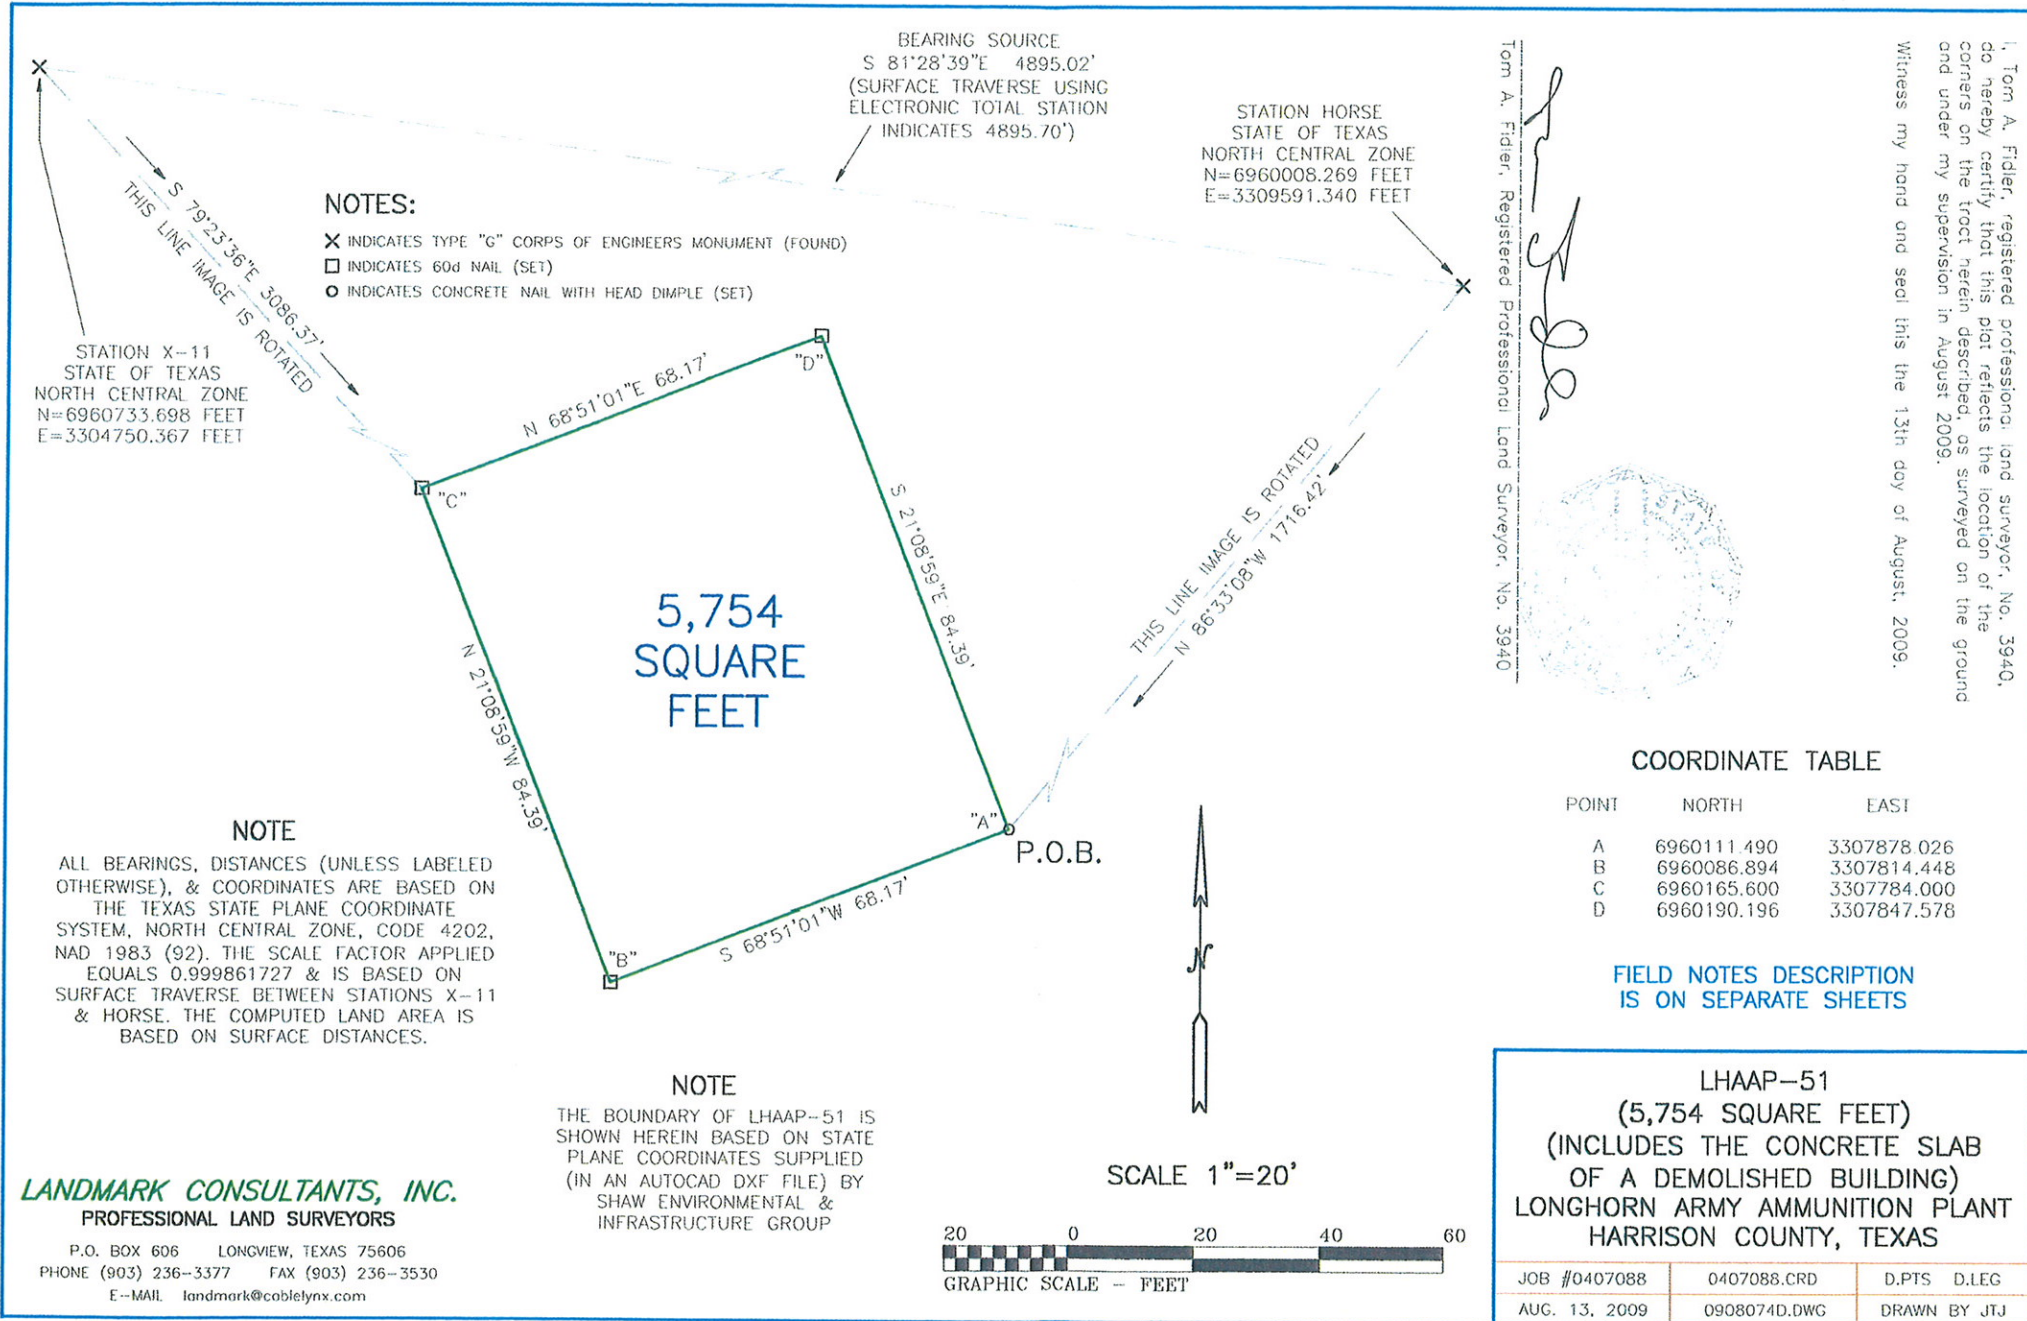 BEARING SOURCE
S 81°28'39"E 4895.02'
(SURFACE TRAVERSE USING
ELECTRONIC TOTAL STATION
INDICATES 4895.70')
STATION HORSE
STATE OF TEXAS
NORTH CENTRAL ZONE
N=6960008.269 FEET
E=3309591.340 FEET
S 79°23'36"E 3086.37'
THIS LINE IMAGE IS ROTATED
NOTES:
X INDICATES TYPE "G" CORPS OF ENGINEERS MONUMENT (FOUND)
□ INDICATES 60d NAIL (SET)
O INDICATES CONCRETE NAIL WITH HEAD DIMPLE (SET)
STATION X-11
STATE OF TEXAS
NORTH CENTRAL ZONE
N=6960733.698 FEET
E=3304750.367 FEET
N 68°51'01"E 68.17'
"D"
"C"
S 21°08'59"E 84.39'
THIS LINE IMAGE IS ROTATED
N 86°33'08"W 1716.42'
5,754
SQUARE
FEET
N 21°08'59"W 84.39'
"A"
P.O.B.
"B"
S 68°51'01"W 68.17'
I, Tom A. Fidler, registered professional land surveyor, No. 3940,
do hereby certify that this plat reflects the location of the
corners on the tract herein described, as surveyed on the ground
and under my supervision in August 2009.
Witness my hand and seal this the 13th day of August, 2009.
Tom A. Fidler, Registered Professional Land Surveyor, No. 3940
STATE OF
COORDINATE TABLE
POINT NORTH EAST
A 6960111.490 3307878.026
B 6960086.894 3307814.448
C 6960165.600 3307784.000
D 6960190.196 3307847.578
FIELD NOTES DESCRIPTION
IS ON SEPARATE SHEETS
NOTE
ALL BEARINGS, DISTANCES (UNLESS LABELED
OTHERWISE), & COORDINATES ARE BASED ON
THE TEXAS STATE PLANE COORDINATE
SYSTEM, NORTH CENTRAL ZONE, CODE 4202,
NAD 1983 (92). THE SCALE FACTOR APPLIED
EQUALS 0.999861727 & IS BASED ON
SURFACE TRAVERSE BETWEEN STATIONS X-11
& HORSE. THE COMPUTED LAND AREA IS
BASED ON SURFACE DISTANCES.
N
NOTE
THE BOUNDARY OF LHAAP-51 IS
SHOWN HEREIN BASED ON STATE
PLANE COORDINATES SUPPLIED
(IN AN AUTOCAD DXF FILE) BY
SHAW ENVIRONMENTAL &
INFRASTRUCTURE GROUP
SCALE 1"=20'
20 0 20 40 60
GRAPHIC SCALE - FEET
LANDMARK CONSULTANTS, INC.
PROFESSIONAL LAND SURVEYORS
P.O. BOX 606 LONGVIEW, TEXAS 75606
PHONE (903) 236-3377 FAX (903) 236-3530
E-MAIL landmark@cablelynx.com
LHAAP-51
(5,754 SQUARE FEET)
(INCLUDES THE CONCRETE SLAB
OF A DEMOLISHED BUILDING)
LONGHORN ARMY AMMUNITION PLANT
HARRISON COUNTY, TEXAS
JOB #0407088 0407088.CRD D.PTS D.LEG
AUG. 13, 2009 0908074D.DWG DRAWN BY JTJ